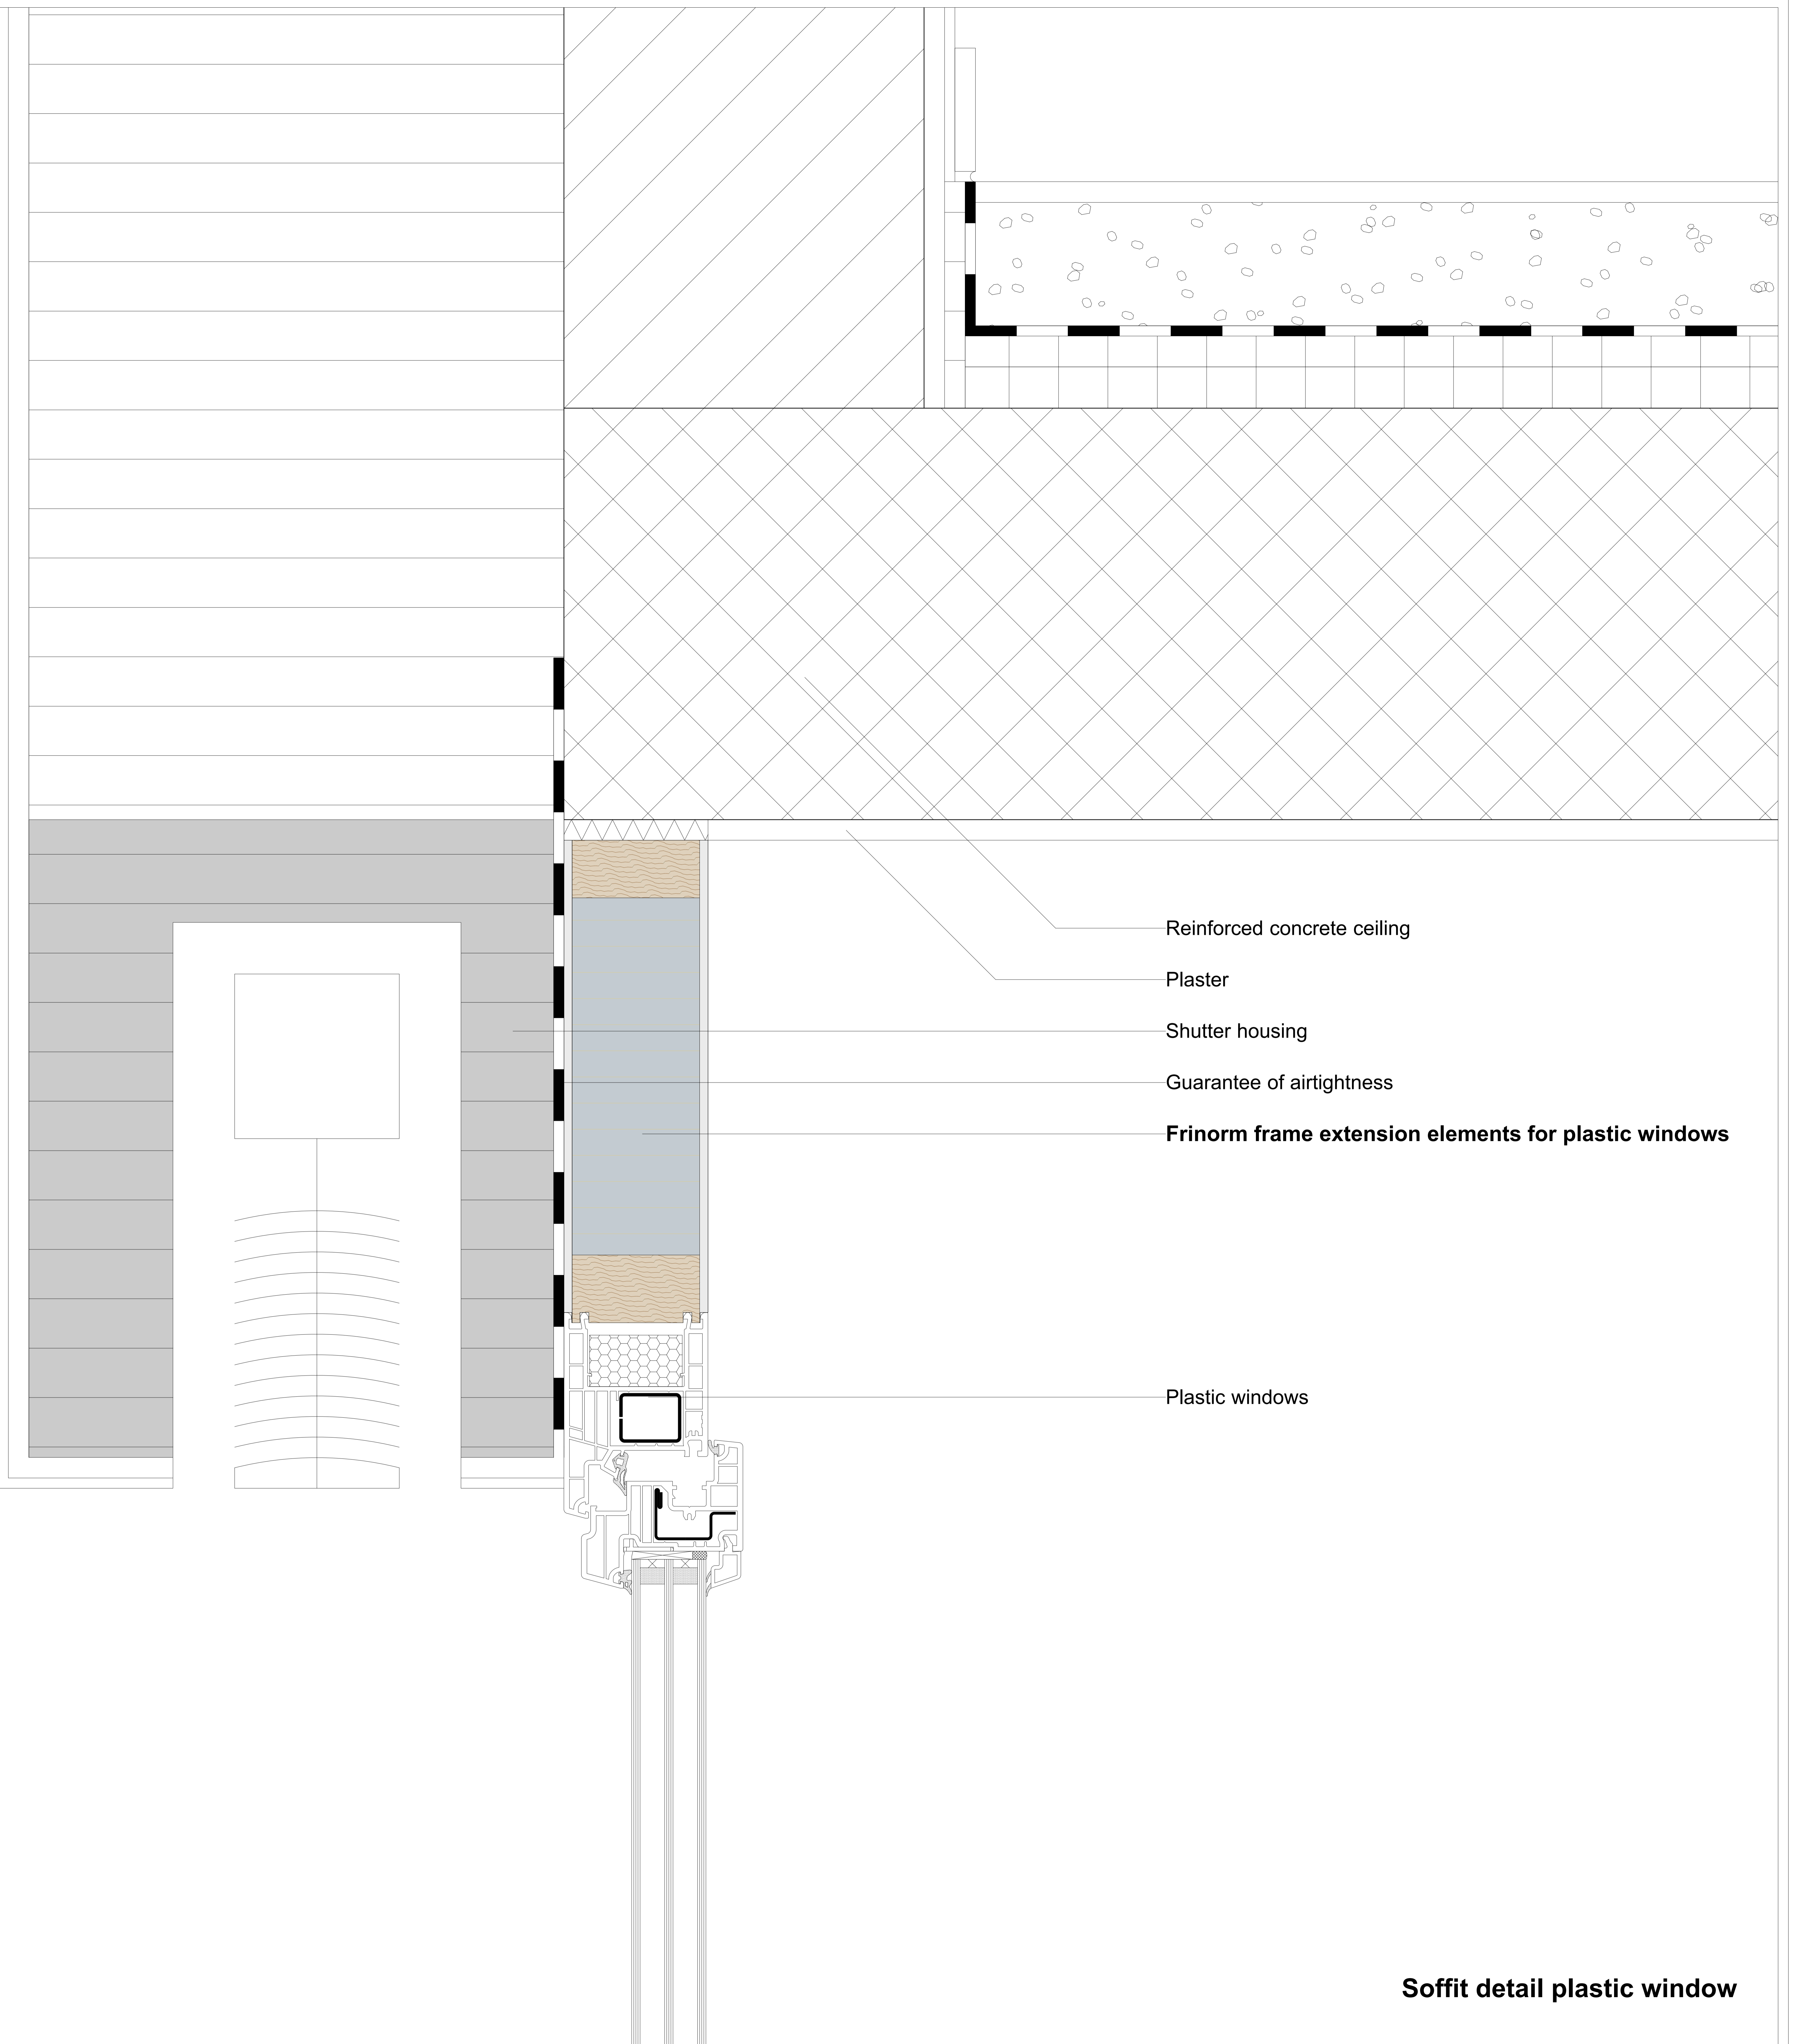 Reinforced concrete ceiling
Plaster
Shutter housing
Guarantee of airtightness
Frinorm frame extension elements for plastic windows
Plastic windows
Soffit detail plastic window